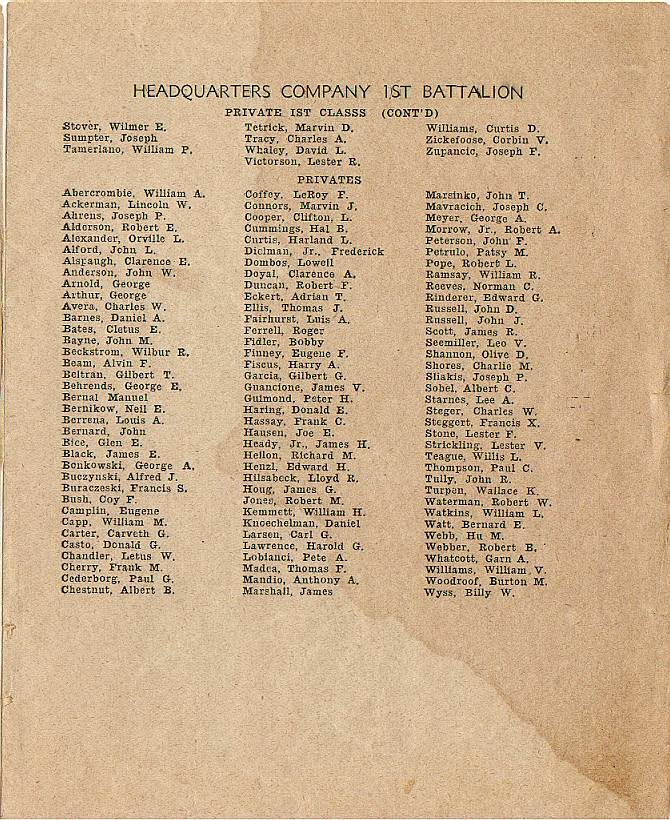 HEADQUARTERS COMPANY 1ST BATTALION
PRIVATE 1ST CLASSS (CONT'D)
Stover, Wilmer E.
Sumpter, Joseph
Tamerlano, William P.
Tetrick, Marvin D.
Tracy, Charles A.
Whaley, David L.
Victorson, Lester R.
Williams, Curtis D.
Zickefoose, Corbin V.
Zupancic, Joseph F.
PRIVATES
Abercrombie, William A.
Ackerman, Lincoln W.
Ahrens, Joseph P.
Alderson, Robert E.
Alexander, Orville L.
Alford, John L.
Alspaugh, Clarence E.
Anderson, John W.
Arnold, George
Arthur, George
Avera, Charles W.
Barnes, Daniel A.
Bates, Cletus E.
Bayne, John M.
Beckstrom, Wilbur R.
Beam, Alvin F.
Beltran, Gilbert T.
Behrends, George E.
Bernal Manuel
Bernikow, Neil E.
Berrena, Louis A.
Bernard, John
Bice, Glen E.
Black, James E.
Bonkowski, George A.
Buczynski, Alfred J.
Buraczeski, Francis S.
Bush, Coy F.
Camplin, Eugene
Capp, William M.
Carter, Carveth G.
Casto, Donald G.
Chandler, Letus W.
Cherry, Frank M.
Cederborg, Paul G.
Chestnut, Albert B.
Coffey, LeRoy F.
Connors, Marvin J.
Cooper, Clifton, L.
Cummings, Hal B.
Curtis, Harland L.
Diclman, Jr., Frederick
Dombos, Lowell
Doyal, Clarence A.
Duncan, Robert F.
Eckert, Adrian T.
Ellis, Thomas J.
Fairhurst, Luis A.
Ferrell, Roger
Fidler, Bobby
Finney, Eugene F.
Fiscus, Harry A.
Garcia, Gilbert G.
Guancione, James V.
Guimond, Peter H.
Haring, Donald E.
Hassay, Frank C.
Hausen, Joe E.
Heady, Jr., James H.
Hellon, Richard M.
Henzl, Edward H.
Hilsabeck, Lloyd R.
Houg, James G.
Jones, Robert M.
Kemmett, William H.
Knoechelman, Daniel
Larsen, Carl G.
Lawrence, Harold G.
Lobianci, Pete A.
Madea, Thomas F.
Mandio, Anthony A.
Marshall, James
Marsinko, John T.
Mavracich, Joseph C.
Meyer, George A.
Morrow, Jr., Robert A.
Peterson, John F.
Petrulo, Patsy M.
Pope, Robert L.
Ramsay, William R.
Reeves, Norman C.
Rinderer, Edward G.
Russell, John D.
Russell, John J.
Scott, James R.
Seemiller, Leo V.
Shannon, Olive D.
Shores, Charlie M.
Sliakis, Joseph P.
Sobel, Albert C.
Starnes, Lee A.
Steger, Charles W.
Steggert, Francis X.
Stone, Lester F.
Strickling, Lester V.
Teague, Willis L.
Thompson, Paul C.
Tully, John R.
Turpen, Wallace K.
Waterman, Robert W.
Watkins, William L.
Watt, Bernard E.
Webb, Hu M.
Webber, Robert B.
Whatcott, Garn A.
Williams, William V.
Woodroof, Burton M.
Wyss, Billy W.